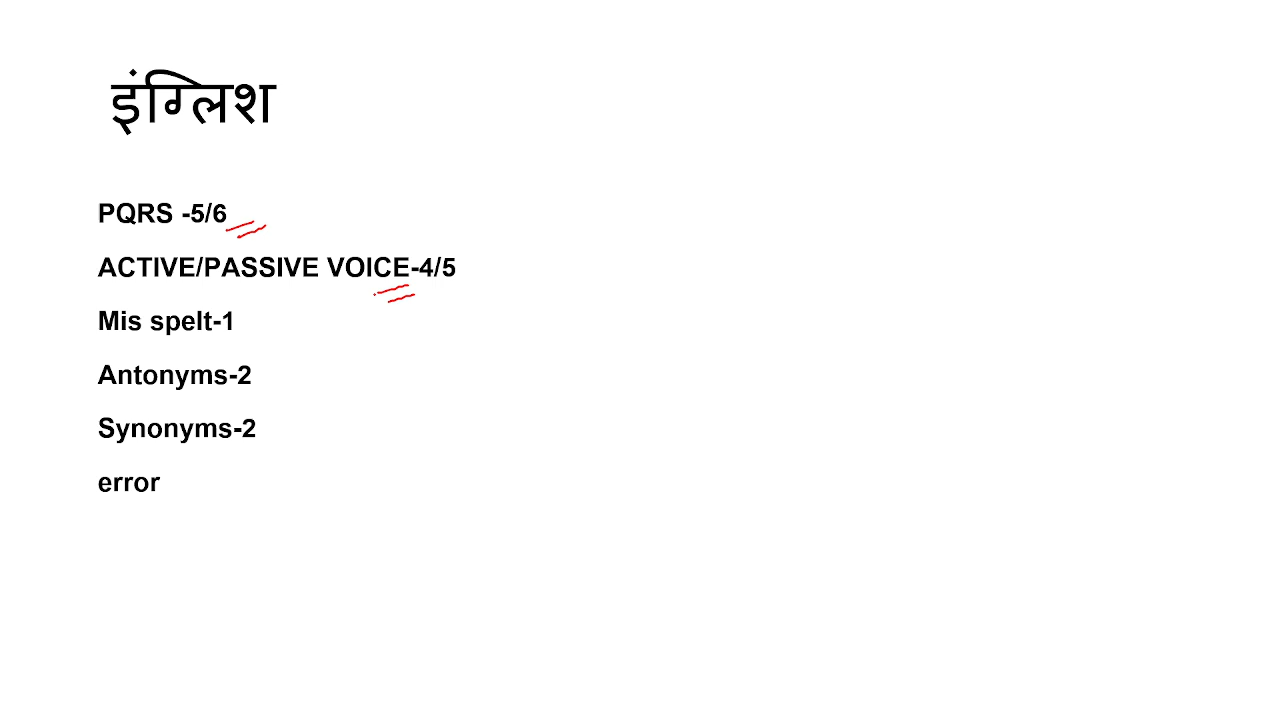 इंग्लिश
PQRS -5/6
ACTIVE/PASSIVE VOICE-4/5
Mis spelt-1
Antonyms-2
Synonyms-2
error